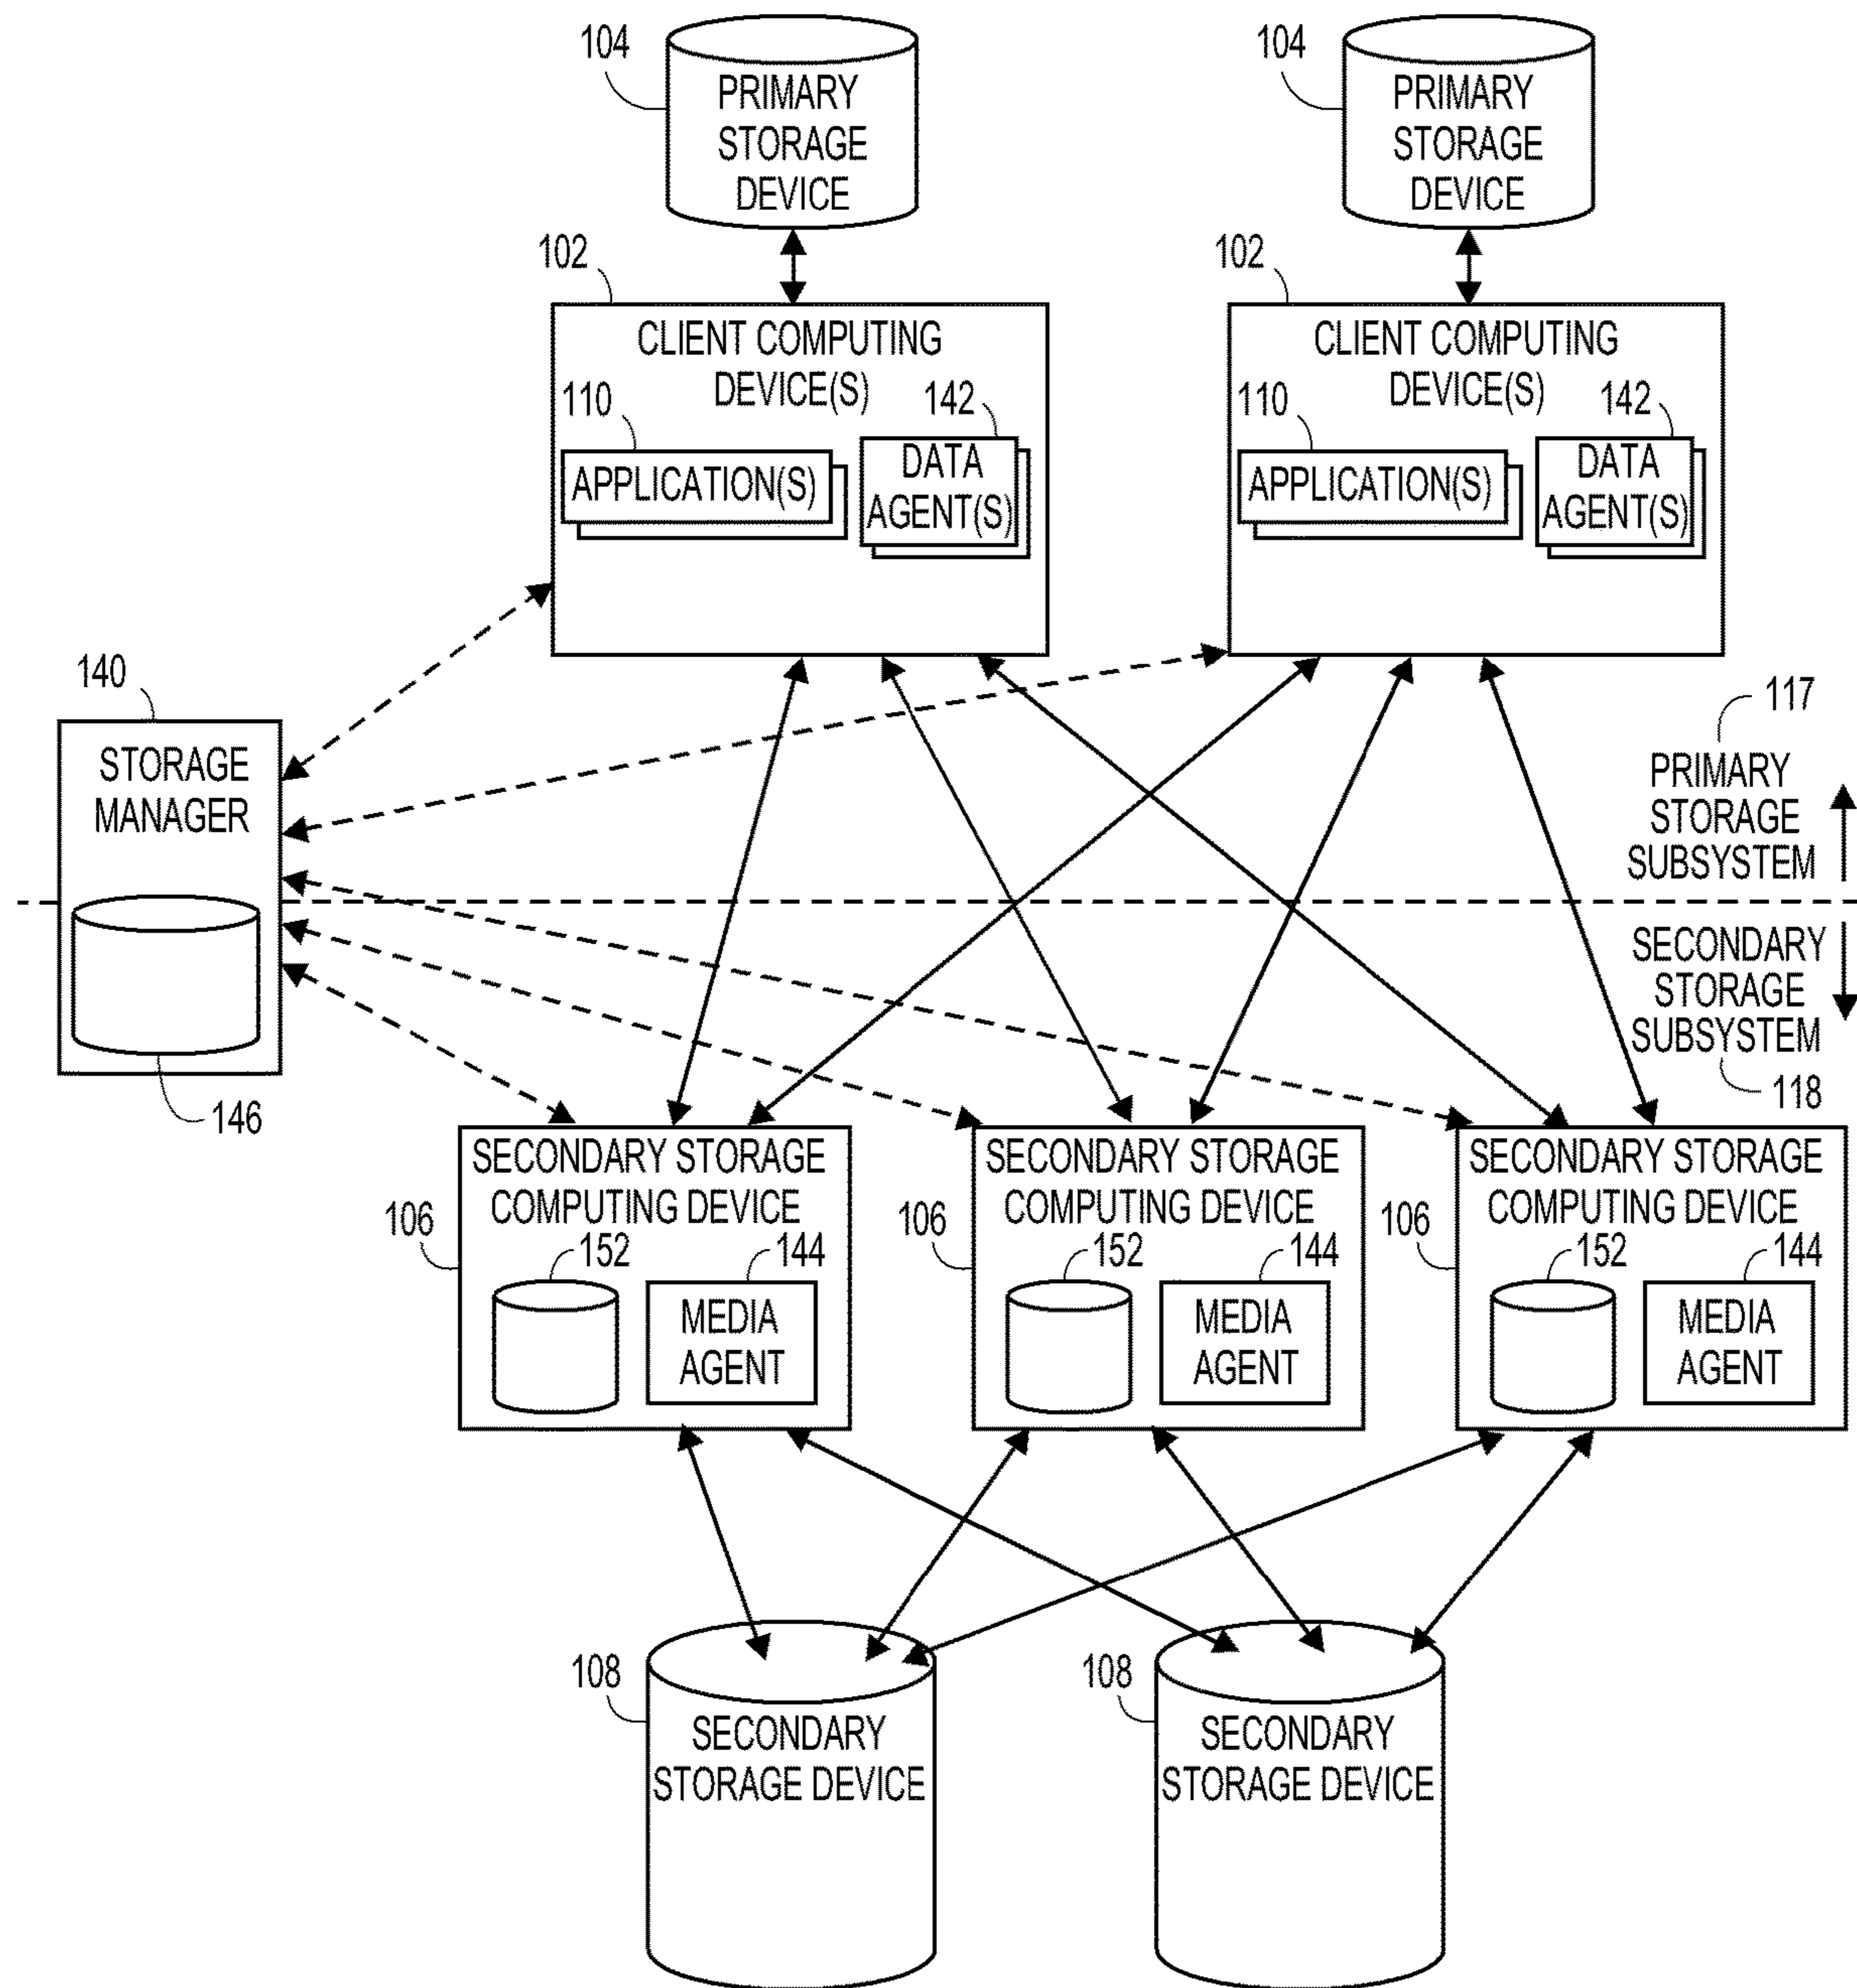 104
PRIMARY
STORAGE
DEVICE
104
PRIMARY
STORAGE
DEVICE
102
CLIENT COMPUTING
DEVICE(S)
110
142
APPLICATION(S)
DATA
AGENT(S)
102
CLIENT COMPUTING
DEVICE(S)
110
142
APPLICATION(S)
DATA
AGENT(S)
140
STORAGE
MANAGER
146
117
PRIMARY
STORAGE
SUBSYSTEM
SECONDARY
STORAGE
SUBSYSTEM
118
SECONDARY STORAGE
COMPUTING DEVICE
106
152
144
MEDIA
AGENT
SECONDARY STORAGE
COMPUTING DEVICE
106
152
144
MEDIA
AGENT
SECONDARY STORAGE
COMPUTING DEVICE
106
152
144
MEDIA
AGENT
108
SECONDARY
STORAGE DEVICE
108
SECONDARY
STORAGE DEVICE